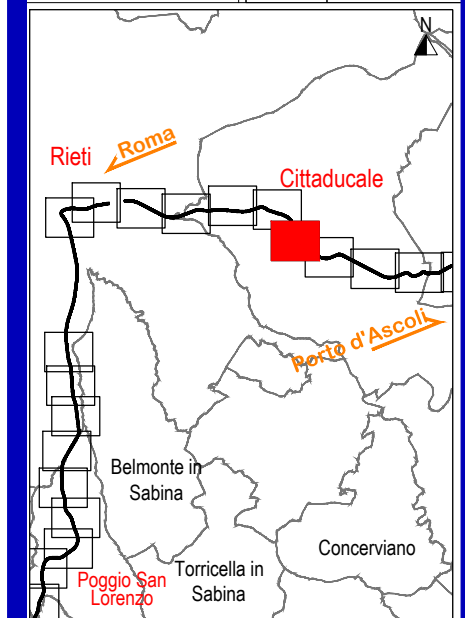 N
Roma
Rieti
Cittaducale
Porto d'Ascoli
Belmonte in
Sabina
Concerviano
Torricella in
Sabina
Poggio San
Lorenzo